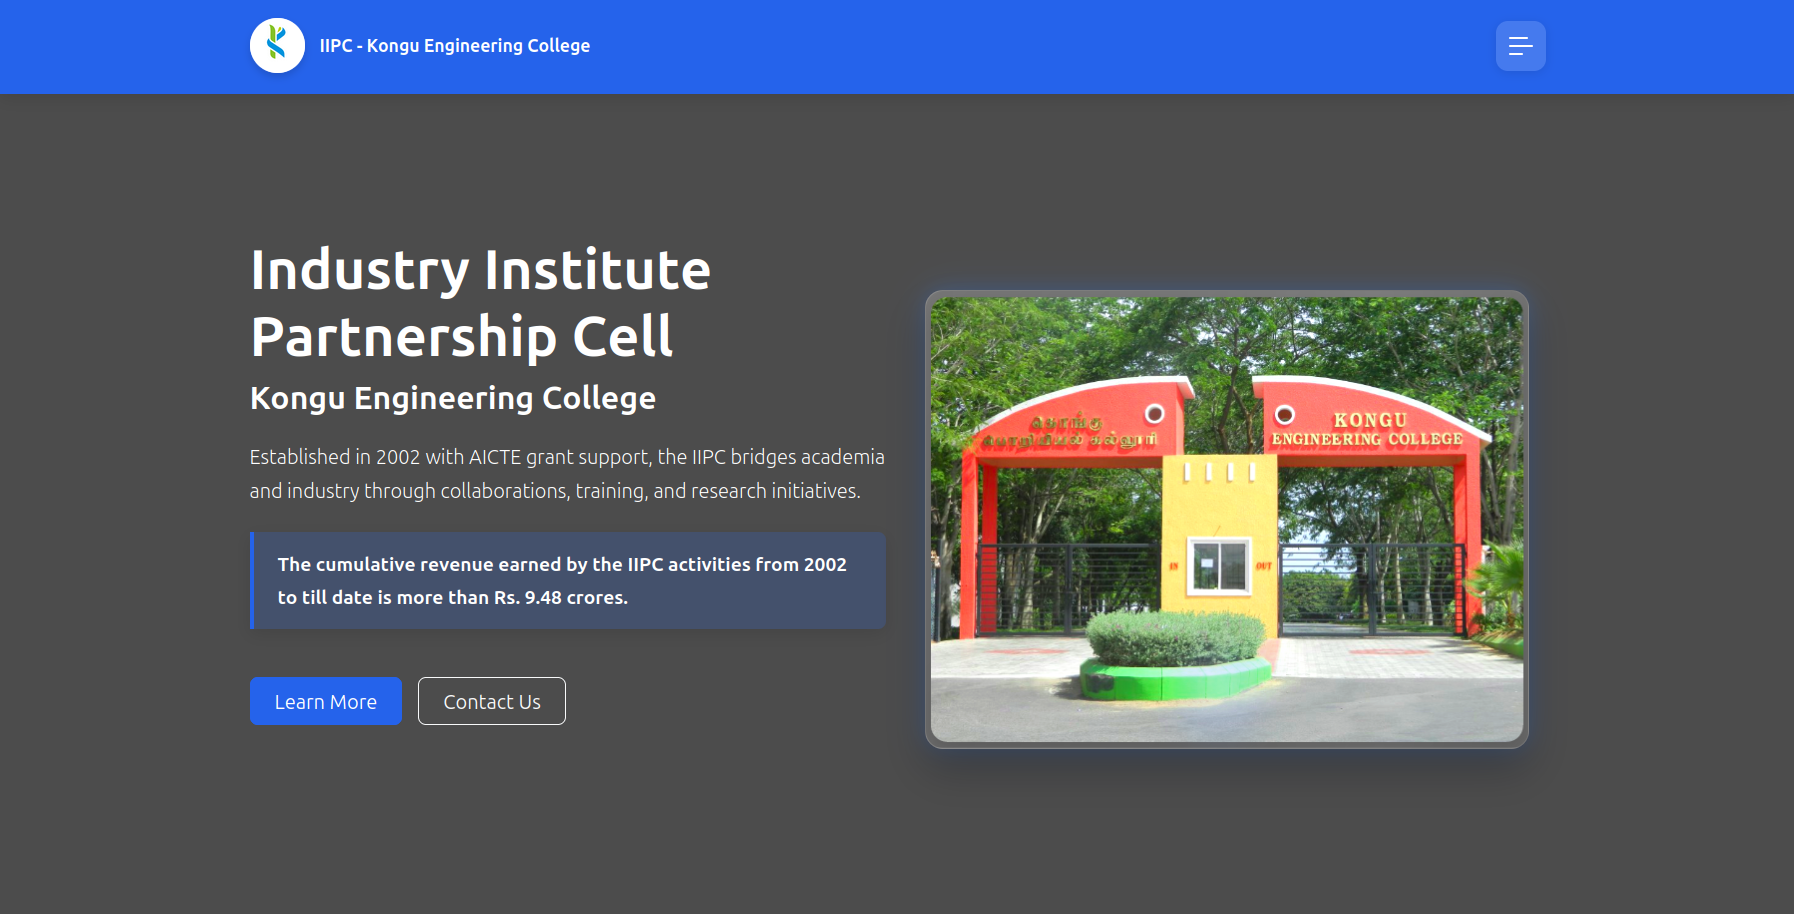 IIPC - Kongu Engineering College
Industry Institute
Partnership Cell
Kongu Engineering College
Established in 2002 with AICTE grant support, the IIPC bridges academia
and industry through collaborations, training, and research initiatives.
The cumulative revenue earned by the IIPC activities from 2002
to till date is more than Rs. 9.48 crores.
Learn More
Contact Us
கொங்கு
பொறியியல் கல்லூரி
KONGU
ENGINEERING COLLEGE
IN
OUT